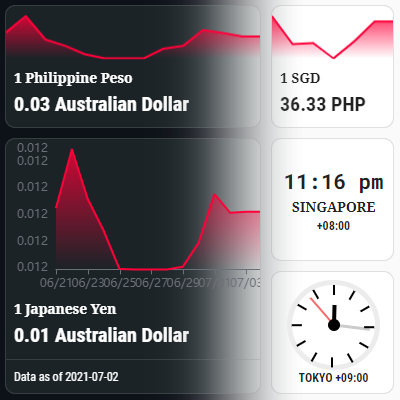 1 Philippine Peso
0.03 Australian Dollar
1 SGD
36.33 PHP
0.012
0.012
0.012
0.012
0.012
0.012
06/21 06/23 06/25 06/27 06/29 07/01 07/03
1 Japanese Yen
0.01 Australian Dollar
Data as of 2021-07-02
11:16 pm
SINGAPORE
+08:00
TOKYO +09:00